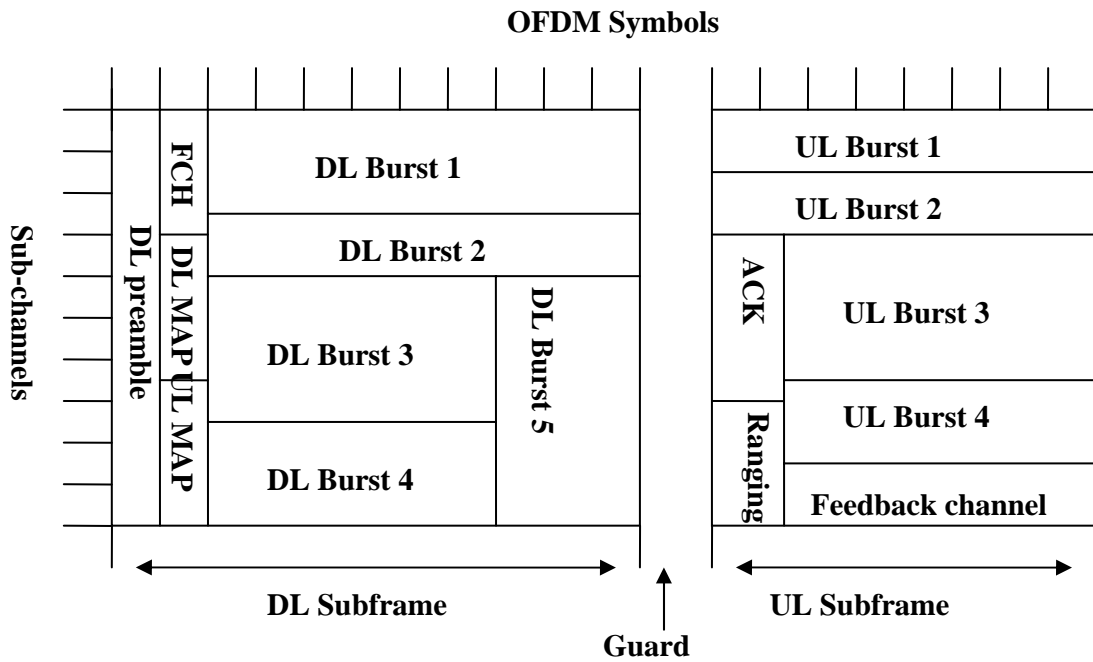 OFDM Symbols
Sub-channels
DL preamble
FCH
DL MAP
UL MAP
DL Burst 1
DL Burst 2
DL Burst 3
DL Burst 4
DL Burst 5
UL Burst 1
UL Burst 2
ACK
Ranging
UL Burst 3
UL Burst 4
Feedback channel
DL Subframe
UL Subframe
Guard